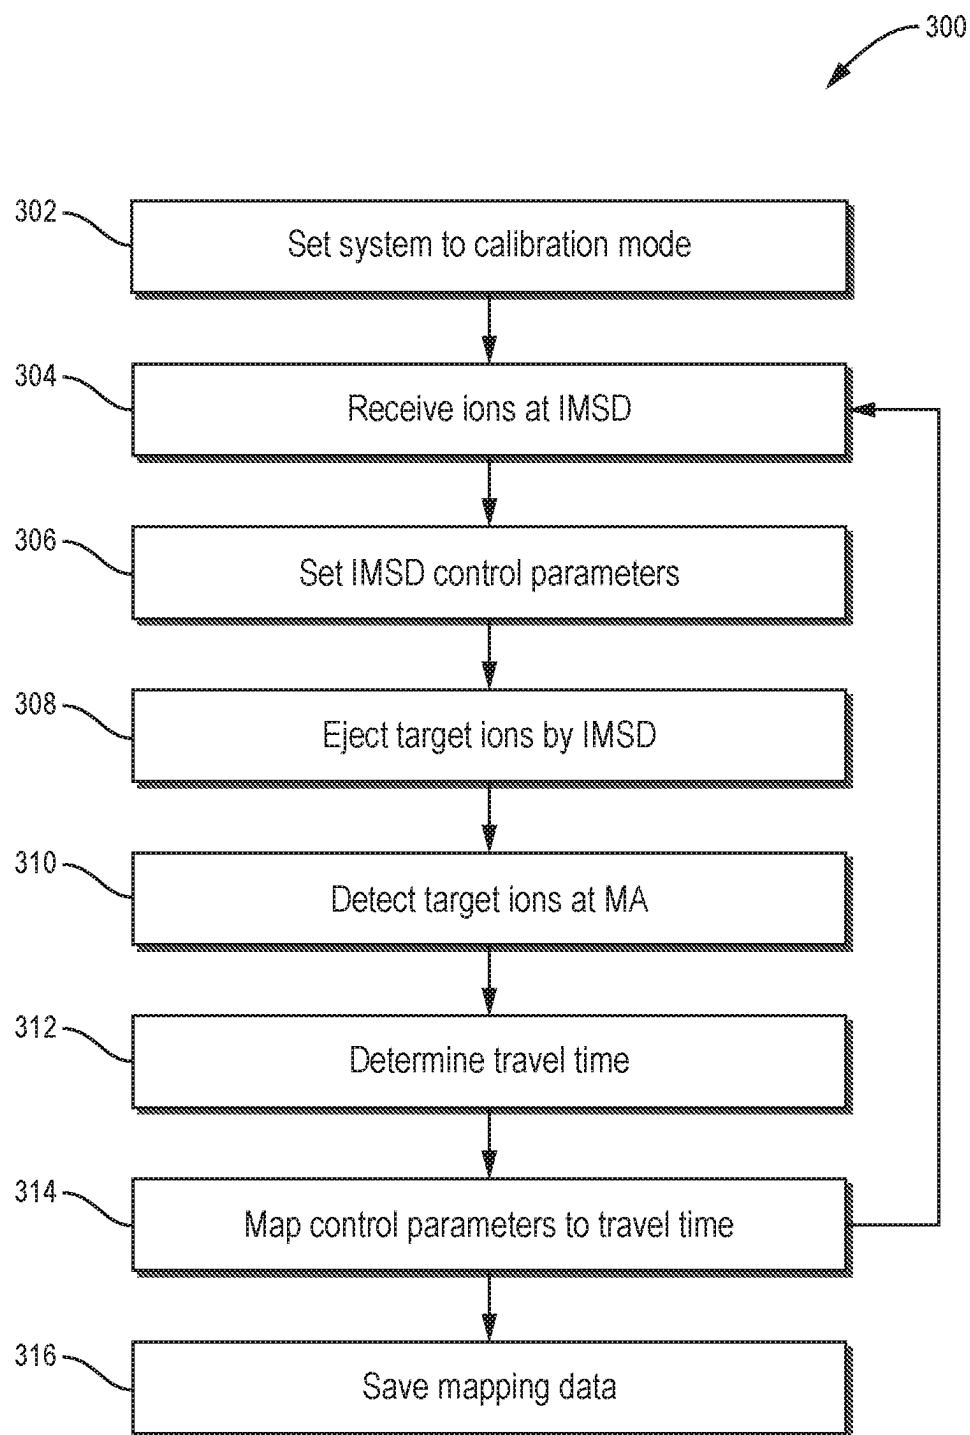 300
302
Set system to calibration mode
304
Receive ions at IMSD
306
Set IMSD control parameters
308
Eject target ions by IMSD
310
Detect target ions at MA
312
Determine travel time
314
Map control parameters to travel time
316
Save mapping data